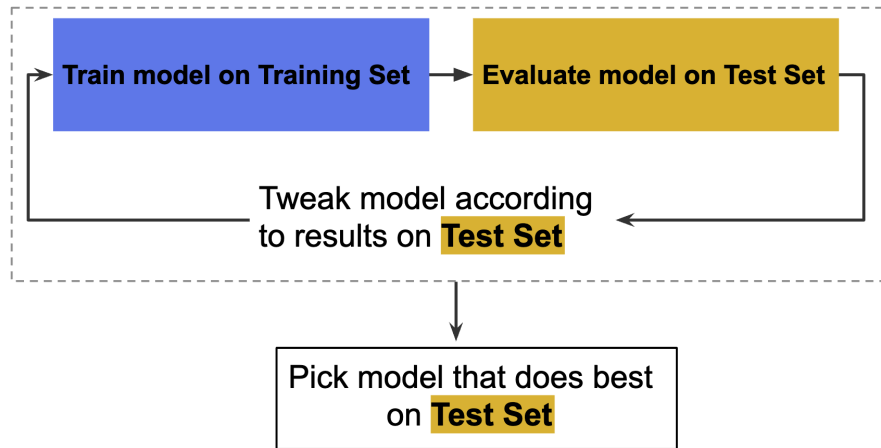 Train model on Training Set
Evaluate model on Test Set
Tweak model according
to results on Test Set
Pick model that does best
on Test Set